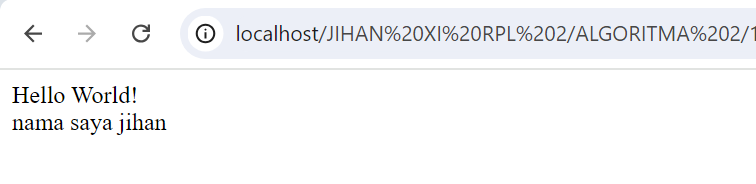 localhost/JIHAN%20XI%20RPL%202/ALGORITMA%202/1
Hello World!
nama saya jihan